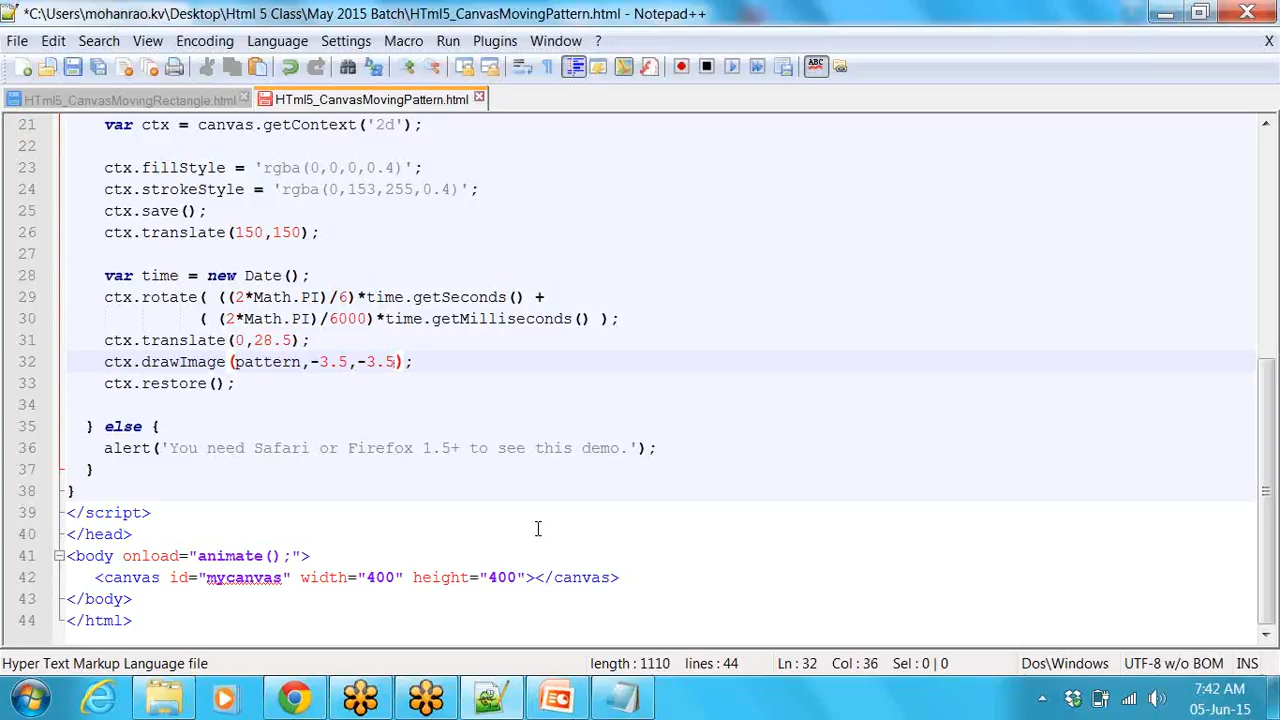 *C:\Users\mohanrao.kv\Desktop\Html 5 Class\May 2015 Batch\HTml5_CanvasMovingPattern.html - Notepad++
File Edit Search View Encoding Language Settings Macro Run Plugins Window ? X
HTml5_CanvasMovingRectangle.html HTml5_CanvasMovingPattern.html
21 var ctx = canvas.getContext('2d');
22
23 ctx.fillStyle = 'rgba(0,0,0,0.4)';
24 ctx.strokeStyle = 'rgba(0,153,255,0.4)';
25 ctx.save();
26 ctx.translate(150,150);
27
28 var time = new Date();
29 ctx.rotate( ((2*Math.PI)/6)*time.getSeconds() +
30 ( (2*Math.PI)/6000)*time.getMilliseconds() );
31 ctx.translate(0,28.5);
32 ctx.drawImage(pattern,-3.5,-3.5);
33 ctx.restore();
34
35 } else {
36 alert('You need Safari or Firefox 1.5+ to see this demo.');
37 }
38 }
39 </script>
40 </head>
41 <body onload="animate();">
42 <canvas id="mycanvas" width="400" height="400"></canvas>
43 </body>
44 </html>
Hyper Text Markup Language file length : 1110 lines : 44 Ln : 32 Col : 36 Sel : 0 | 0 Dos\Windows UTF-8 w/o BOM INS
7:42 AM
05-Jun-15